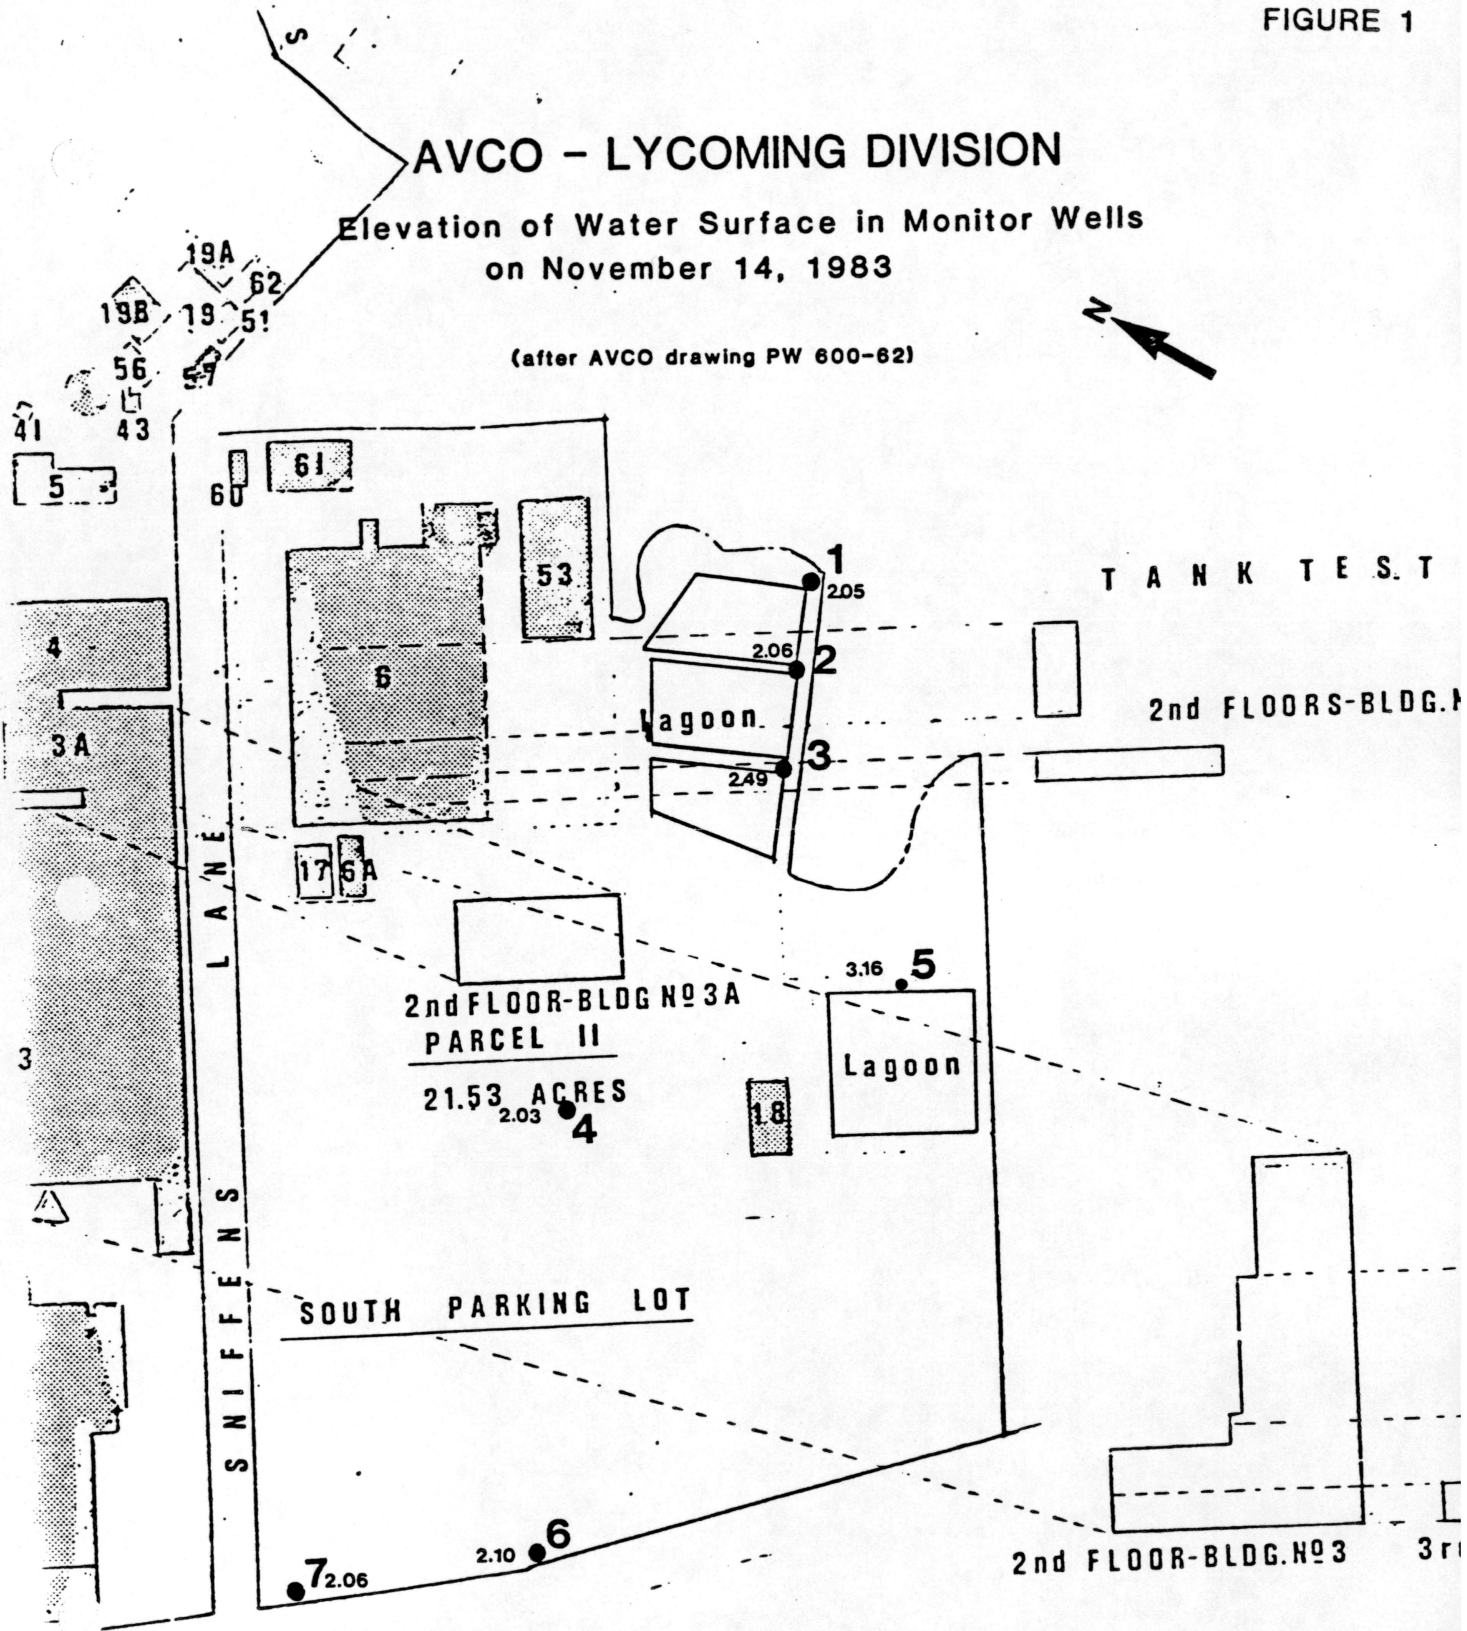 FIGURE 1
S
AVCO - LYCOMING DIVISION
Elevation of Water Surface in Monitor Wells
on November 14, 1983
(after AVCO drawing PW 600-62)
N
19A
62
19B
19
51
56
57
41
43
5
60
61
53
1
2.05
TANK TEST
4
6
2.06
2
2nd FLOORS-BLDG.
Lagoon
3A
3
2.49
LANE
17
6A
2nd FLOOR-BLDG Nº 3A
3.16
5
PARCEL II
3
Lagoon
21.53 ACRES
2.03
4
18
SNIFFENS
SOUTH PARKING LOT
2.10
6
7
2.06
2nd FLOOR-BLDG.Nº3